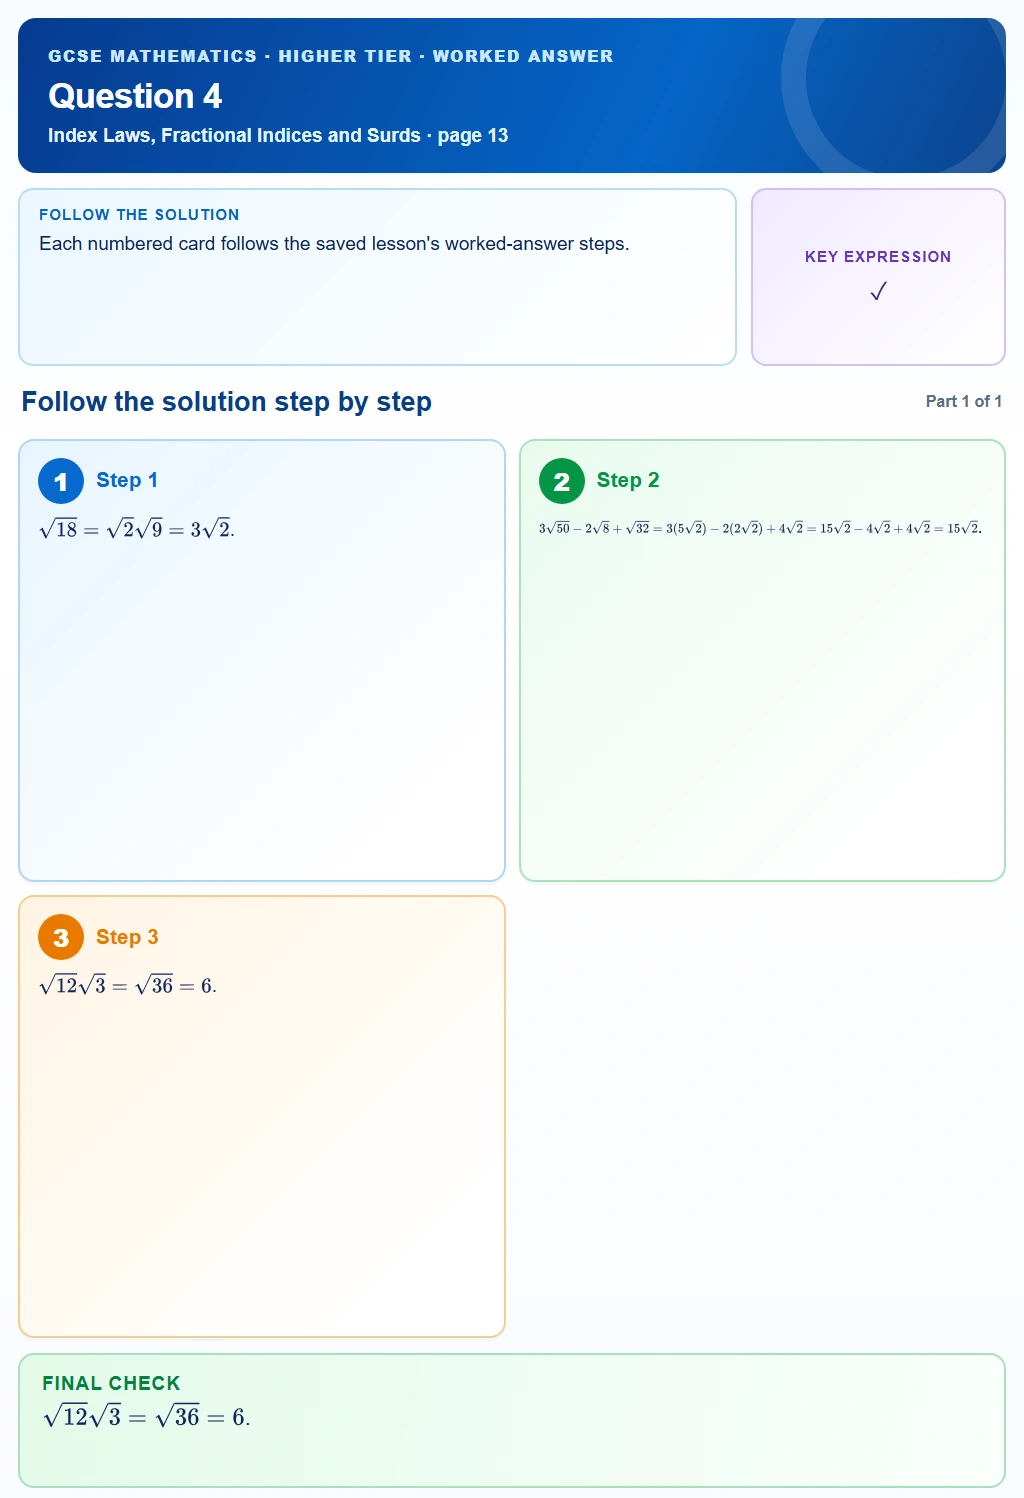 GCSE MATHEMATICS · HIGHER TIER · WORKED ANSWER
Question 4
Index Laws, Fractional Indices and Surds · page 13
FOLLOW THE SOLUTION
Each numbered card follows the saved lesson's worked-answer steps.
KEY EXPRESSION
✓
Follow the solution step by step
Part 1 of 1
1 Step 1
√18 = √2√9 = 3√2.
2 Step 2
3√50 − 2√8 + √32 = 3(5√2) − 2(2√2) + 4√2 = 15√2 − 4√2 + 4√2 = 15√2.
3 Step 3
√12√3 = √36 = 6.
FINAL CHECK
√12√3 = √36 = 6.